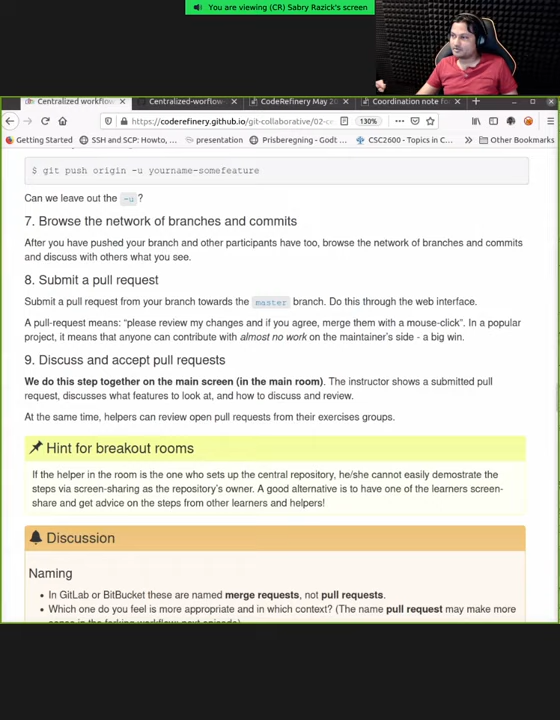 You are viewing (CR) Sabry Razick's screen
Centralized workflow
Centralized-worflow-
CodeRefinery May 20
Coordination note for
https://coderefinery.github.io/git-collaborative/02-ce
130%
Getting Started
SSH and SCP: Howto, ...
presentation
Prisberegning - Godt ...
CSC2600 - Topics in C...
Other Bookmarks
$ git push origin -u yourname-somefeature
Can we leave out the -u ?
7. Browse the network of branches and commits
After you have pushed your branch and other participants have too, browse the network of branches and commits
and discuss with others what you see.
8. Submit a pull request
Submit a pull request from your branch towards the master branch. Do this through the web interface.
A pull-request means: “please review my changes and if you agree, merge them with a mouse-click”. In a popular
project, it means that anyone can contribute with almost no work on the maintainer's side - a big win.
9. Discuss and accept pull requests
We do this step together on the main screen (in the main room). The instructor shows a submitted pull
request, discusses what features to look at, and how to discuss and review.
At the same time, helpers can review open pull requests from their exercises groups.
Hint for breakout rooms
If the helper in the room is the one who sets up the central repository, he/she cannot easily demostrate the
steps via screen-sharing as the repository's owner. A good alternative is to have one of the learners screen-
share and get advice on the steps from other learners and helpers!
Discussion
Naming
In GitLab or BitBucket these are named merge requests, not pull requests.
Which one do you feel is more appropriate and in which context? (The name pull request may make more